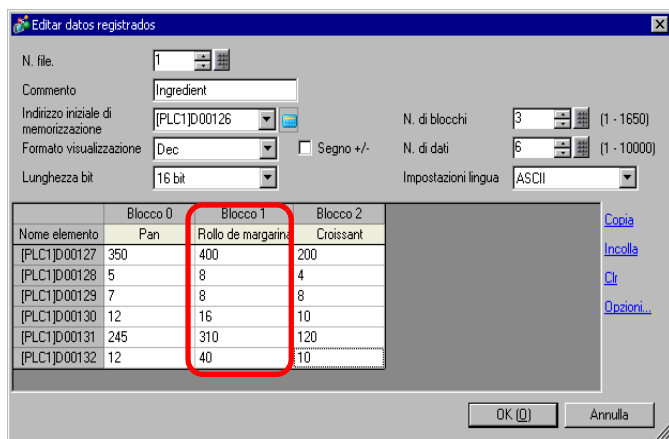 Editar datos registrados
N. file. 1
Commento Ingredient
Indirizzo iniziale di memorizzazione [PLC1]D00126 N. di blocchi 3 (1 - 1650)
Formato visualizzazione Dec Segno +/- N. di dati 6 (1 - 10000)
Lunghezza bit 16 bit Impostazioni lingua ASCII
Blocco 0 Blocco 1 Blocco 2
Nome elemento Pan Rollo de margarina Croissant
[PLC1]D00127 350 400 200
[PLC1]D00128 5 8 4
[PLC1]D00129 7 8 8
[PLC1]D00130 12 16 10
[PLC1]D00131 245 310 120
[PLC1]D00132 12 40 10
Copia
Incolla
Clr
Opzioni...
OK (O) Annulla